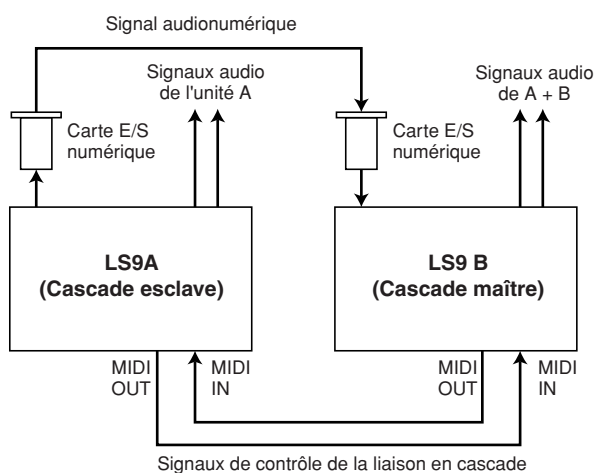 Signal audionumérique
Signaux audio
de l'unité A
Signaux audio
de A + B
Carte E/S
numérique
Carte E/S
numérique
LS9A
(Cascade esclave)
LS9 B
(Cascade maître)
MIDI
OUT
MIDI
IN
MIDI
OUT
MIDI
IN
Signaux de contrôle de la liaison en cascade